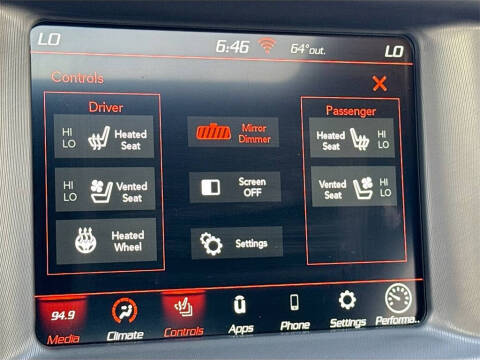 LO 6:46 64°out. LO
Controls
Driver
Passenger
HI
LO
Heated
Seat
Mirror
Dimmer
Heated
Seat
HI
LO
HI
LO
Vented
Seat
Screen
OFF
Vented
Seat
HI
LO
Heated
Wheel
Settings
94.9
Media
Climate
Controls
Apps
Phone
Settings
Performa..